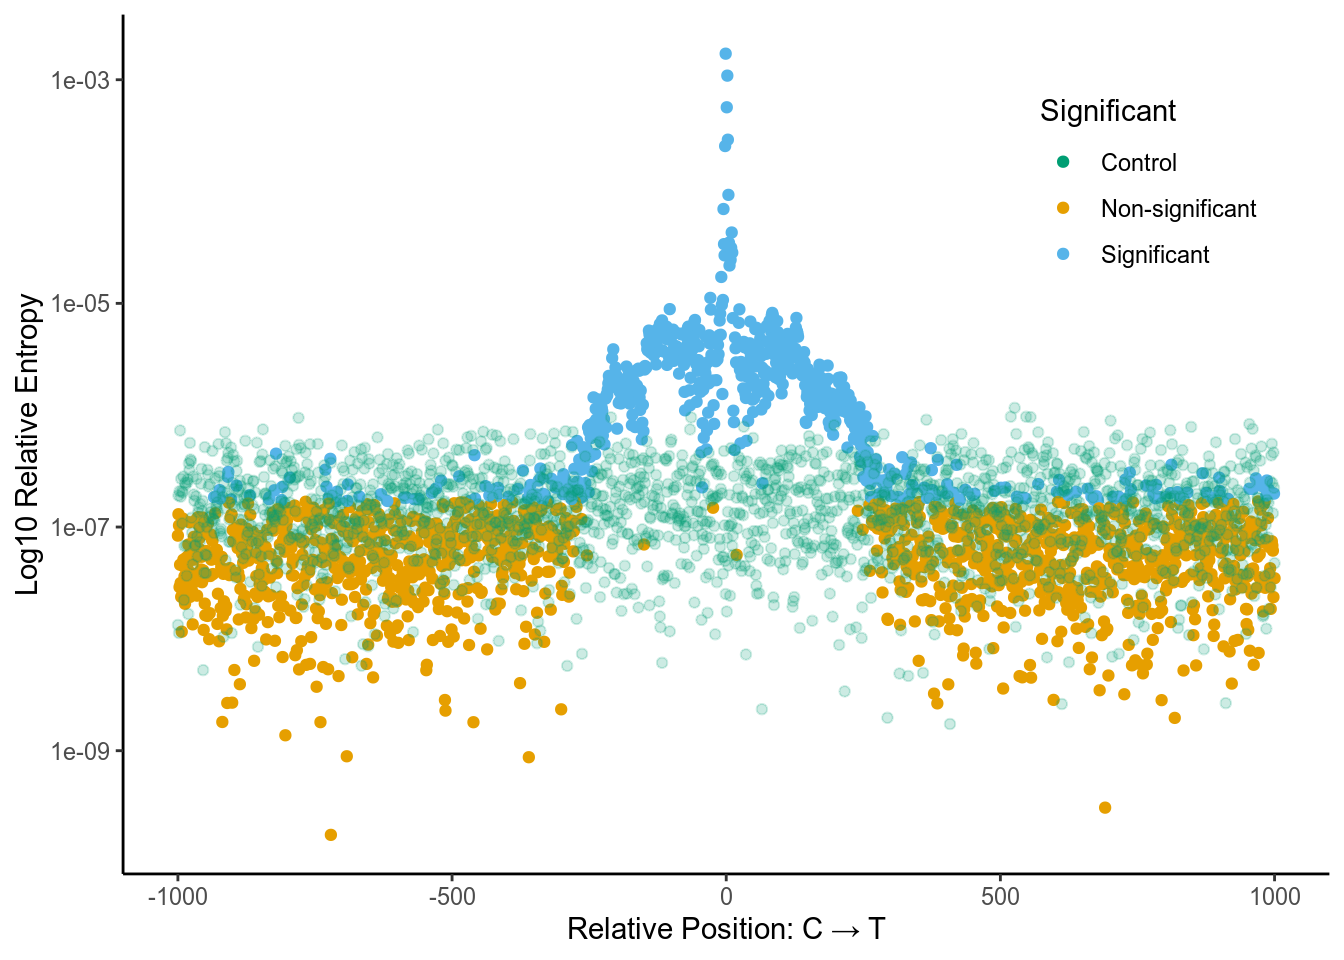 Significant
Control
Non-significant
Significant
1e-03
1e-05
1e-07
1e-09
Log10 Relative Entropy
-1000
-500
0
500
1000
Relative Position: C → T